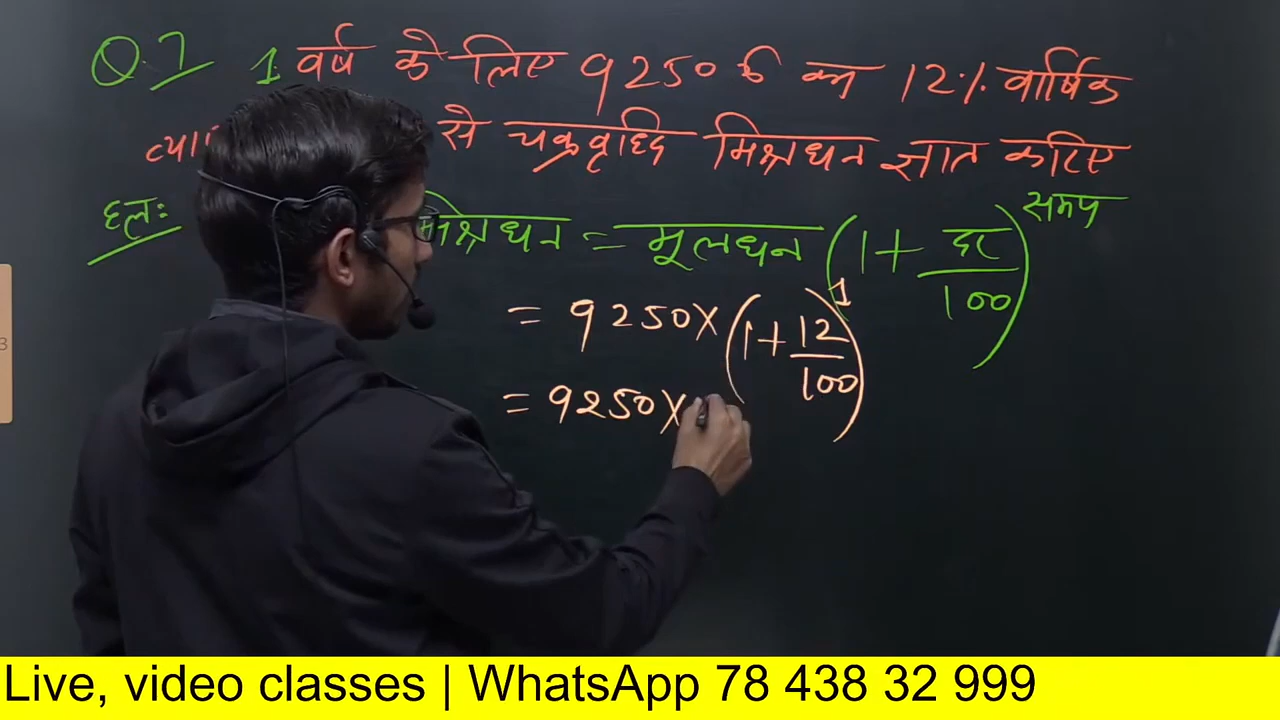 Q.7 1 वर्ष के लिए 9250 ₹ का 12% वार्षिक
से चक्रवृद्धि मिश्रधन ज्ञात करिए
हलः मिश्रधन = मूलधन (1 + दर/100)^समय
= 9250 X (1 + 12/100)^1
= 9250 X
Live, video classes | WhatsApp 78 438 32 999